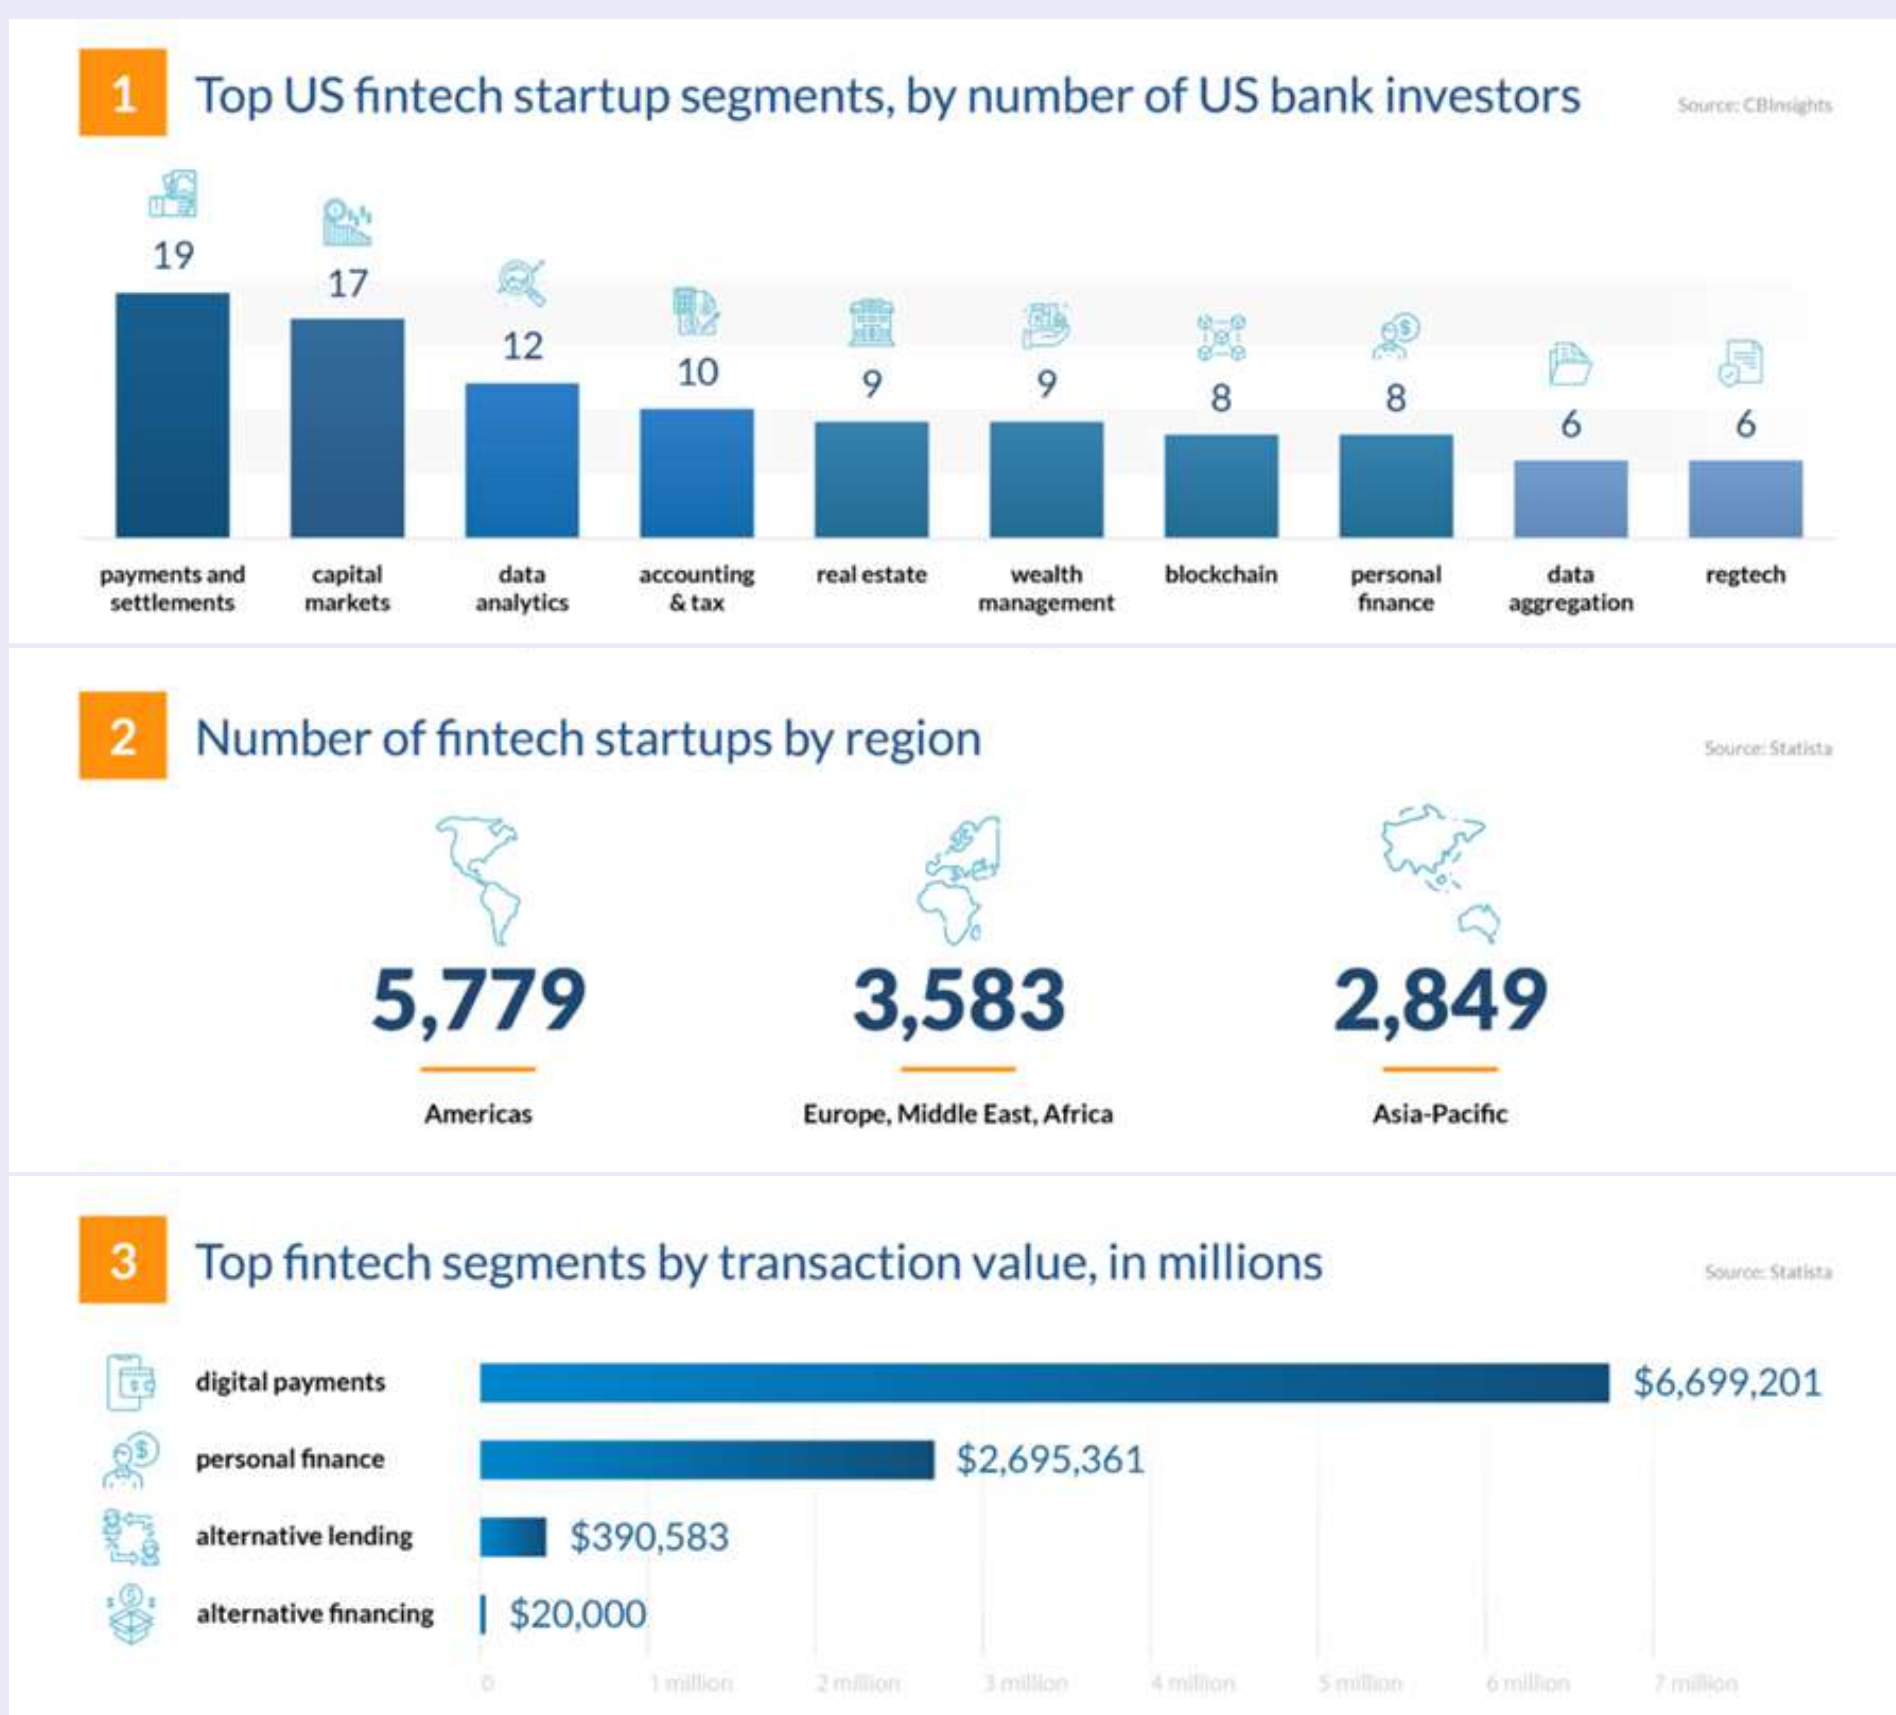 1
Top US fintech startup segments, by number of US bank investors
Source: CBInsights
19
17
12
10
9
9
8
8
6
6
payments and
settlements
capital
markets
data
analytics
accounting
& tax
real estate
wealth
management
blockchain
personal
finance
data
aggregation
regtech
2
Number of fintech startups by region
Source: Statista
5,779
3,583
2,849
Americas
Europe, Middle East, Africa
Asia-Pacific
3
Top fintech segments by transaction value, in millions
Source: Statista
digital payments
$6,699,201
personal finance
$2,695,361
alternative lending
$390,583
alternative financing
$20,000
0
1 million
2 million
3 million
4 million
5 million
6 million
7 million